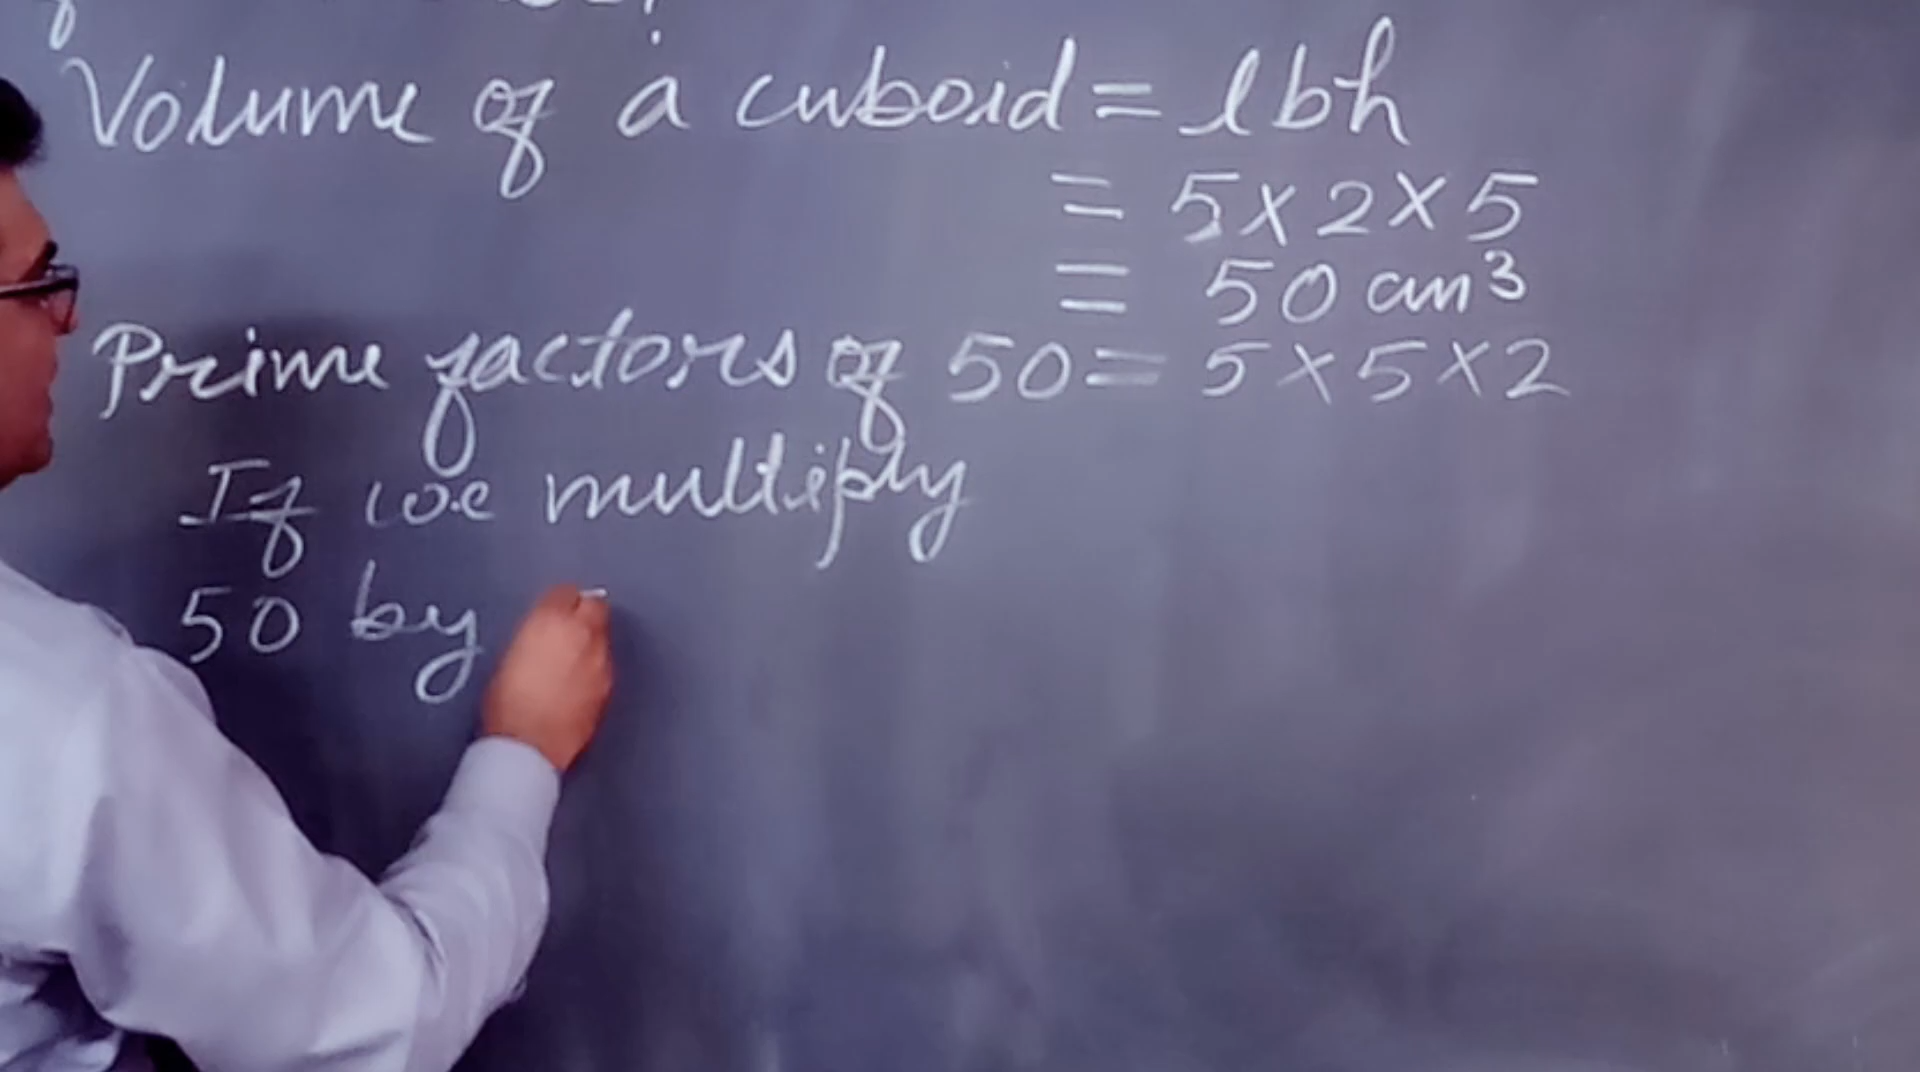 Volume of a cuboid = lbh
= 5 × 2 × 5
= 50 cm³
Prime factors of 50 = 5 × 5 × 2
If we multiply
50 by